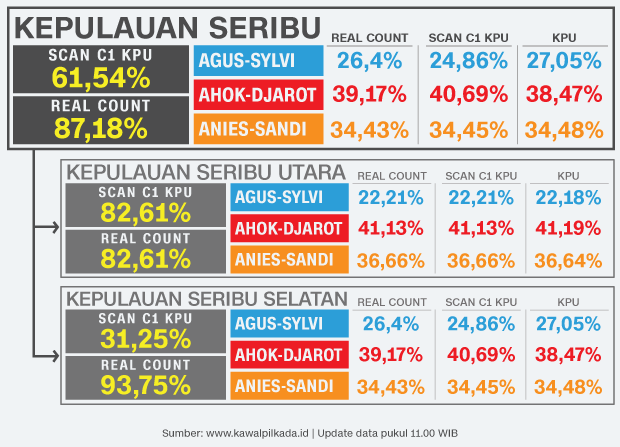 KEPULAUAN SERIBU
REAL COUNT SCAN C1 KPU KPU
SCAN C1 KPU
61,54%
REAL COUNT
87,18%
AGUS-SYLVI 26,4% 24,86% 27,05%
AHOK-DJAROT 39,17% 40,69% 38,47%
ANIES-SANDI 34,43% 34,45% 34,48%
KEPULAUAN SERIBU UTARA
REAL COUNT SCAN C1 KPU KPU
SCAN C1 KPU
82,61%
REAL COUNT
82,61%
AGUS-SYLVI 22,21% 22,21% 22,18%
AHOK-DJAROT 41,13% 41,13% 41,19%
ANIES-SANDI 36,66% 36,66% 36,64%
KEPULAUAN SERIBU SELATAN
REAL COUNT SCAN C1 KPU KPU
SCAN C1 KPU
31,25%
REAL COUNT
93,75%
AGUS-SYLVI 26,4% 24,86% 27,05%
AHOK-DJAROT 39,17% 40,69% 38,47%
ANIES-SANDI 34,43% 34,45% 34,48%
Sumber: www.kawalpilkada.id | Update data pukul 11.00 WIB